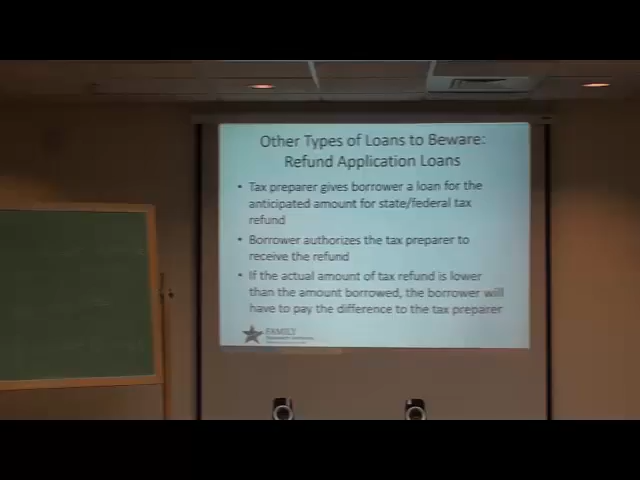 Other Types of Loans to Beware:
Refund Application Loans
• Tax preparer gives borrower a loan for the
anticipated amount for state/federal tax
refund
• Borrower authorizes the tax preparer to
receive the refund
• If the actual amount of tax refund is lower
than the amount borrowed, the borrower will
have to pay the difference to the tax preparer
FAMILY